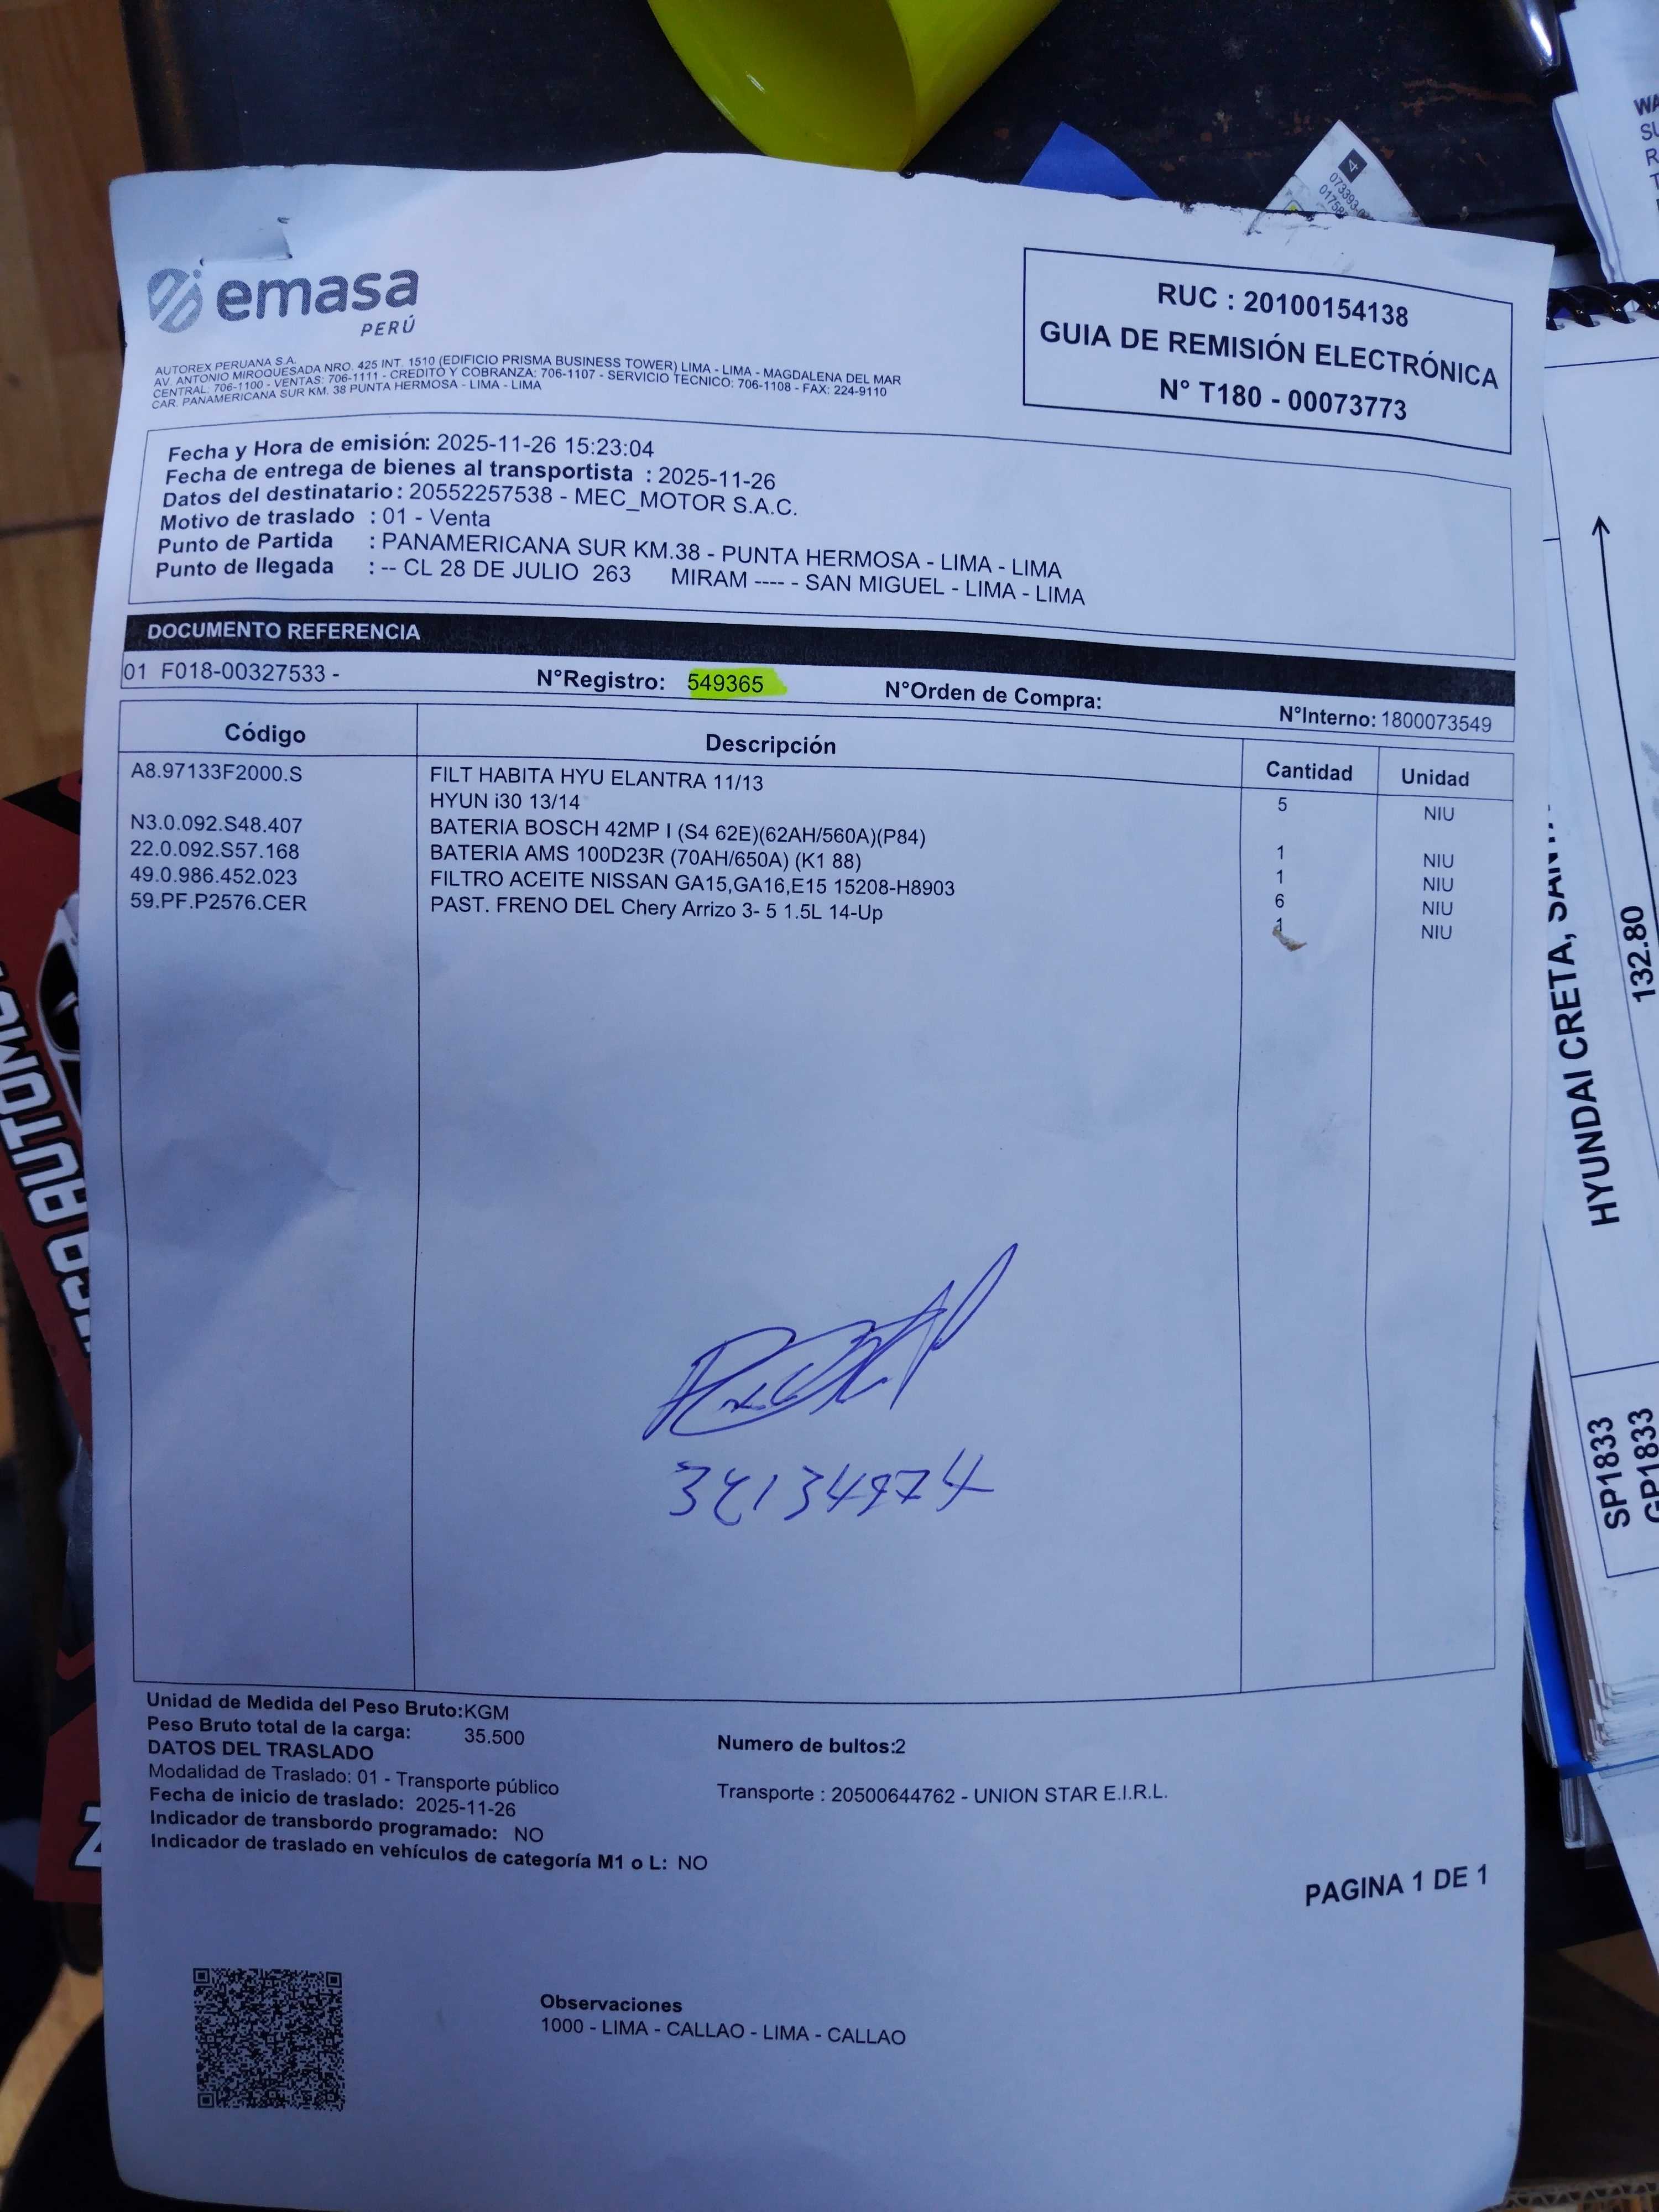 emasa
PERÚ
AUTOREX PERUANA S.A.
AV. ANTONIO MIROQUESADA NRO. 425 INT. 1510 (EDIFICIO PRISMA BUSINESS TOWER) LIMA - LIMA - MAGDALENA DEL MAR
CENTRAL: 706-1100 - VENTAS: 706-1111 - CREDITO Y COBRANZA: 706-1107 - SERVICIO TECNICO: 706-1108 - FAX: 224-9110
CAR. PANAMERICANA SUR KM. 38 PUNTA HERMOSA - LIMA - LIMA
RUC : 20100154138
GUIA DE REMISIÓN ELECTRÓNICA
N° T180 - 00073773
Fecha y Hora de emisión: 2025-11-26 15:23:04
Fecha de entrega de bienes al transportista : 2025-11-26
Datos del destinatario: 20552257538 - MEC_MOTOR S.A.C.
Motivo de traslado : 01 - Venta
Punto de Partida : PANAMERICANA SUR KM.38 - PUNTA HERMOSA - LIMA - LIMA
Punto de llegada : -- CL 28 DE JULIO 263 MIRAM ---- - SAN MIGUEL - LIMA - LIMA
DOCUMENTO REFERENCIA
01 F018-00327533 - N°Registro: 549365 N°Orden de Compra: N°Interno: 1800073549
Código Descripción Cantidad Unidad
A8.97133F2000.S FILT HABITA HYU ELANTRA 11/13
HYUN i30 13/14 5 NIU
N3.0.092.S48.407 BATERIA BOSCH 42MP I (S4 62E)(62AH/560A)(P84) 1 NIU
22.0.092.S57.168 BATERIA AMS 100D23R (70AH/650A) (K1 88) 1 NIU
49.0.986.452.023 FILTRO ACEITE NISSAN GA15,GA16,E15 15208-H8903 6 NIU
59.PF.P2576.CER PAST. FRENO DEL Chery Arrizo 3- 5 1.5L 14-Up 1 NIU
Unidad de Medida del Peso Bruto:KGM
Peso Bruto total de la carga: 35.500 Numero de bultos:2
DATOS DEL TRASLADO
Modalidad de Traslado: 01 - Transporte público Transporte : 20500644762 - UNION STAR E.I.R.L.
Fecha de inicio de traslado: 2025-11-26
Indicador de transbordo programado: NO
Indicador de traslado en vehículos de categoría M1 o L: NO
PAGINA 1 DE 1
Observaciones
1000 - LIMA - CALLAO - LIMA - CALLAO
HYUNDAI CRETA,
132.80
SP1833
GP1833